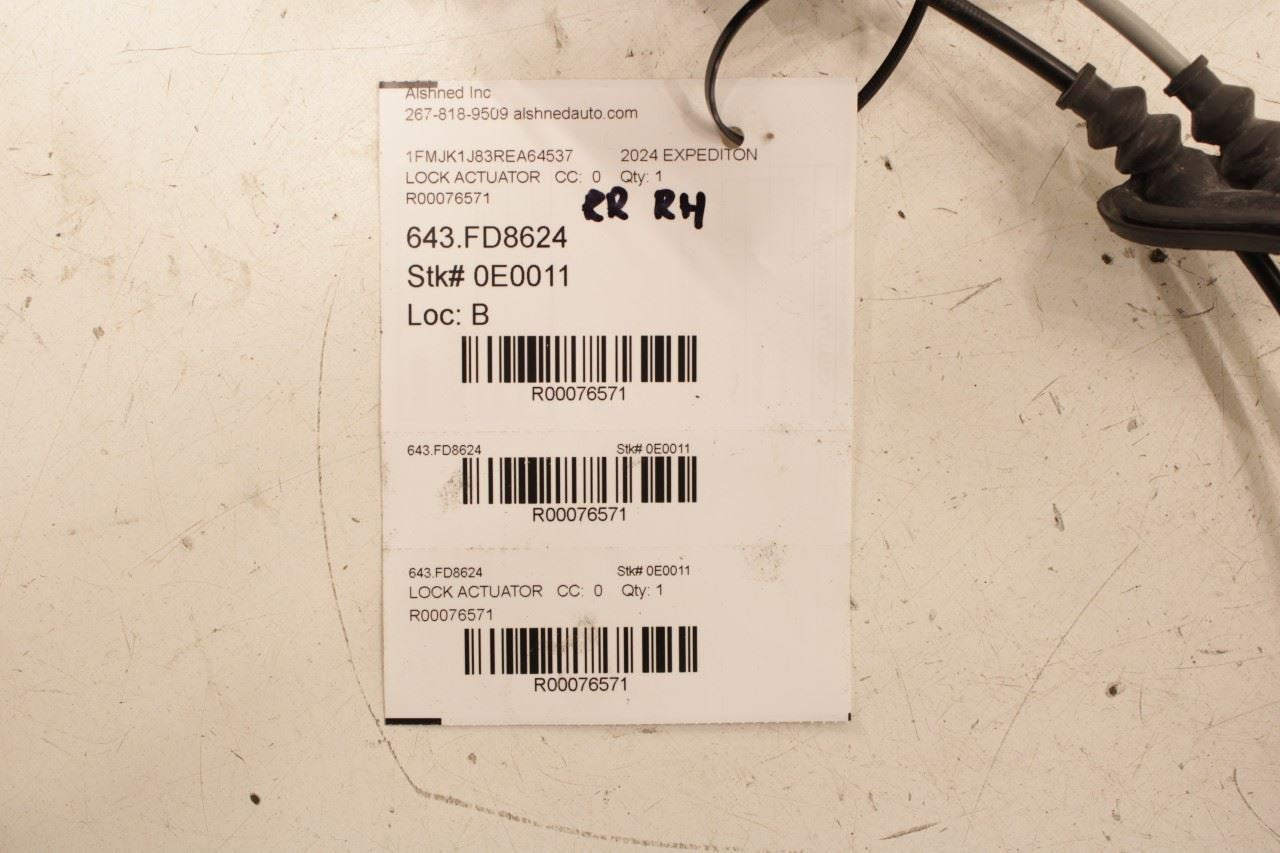 Alshned Inc
267-818-9509 alshnedauto.com
1FMJK1J83REA64537 2024 EXPEDITON
LOCK ACTUATOR CC: 0 Qty: 1
R00076571
RR RH
643.FD8624
Stk# 0E0011
Loc: B
R00076571
643.FD8624 Stk# 0E0011
R00076571
643.FD8624 Stk# 0E0011
LOCK ACTUATOR CC: 0 Qty: 1
R00076571
R00076571